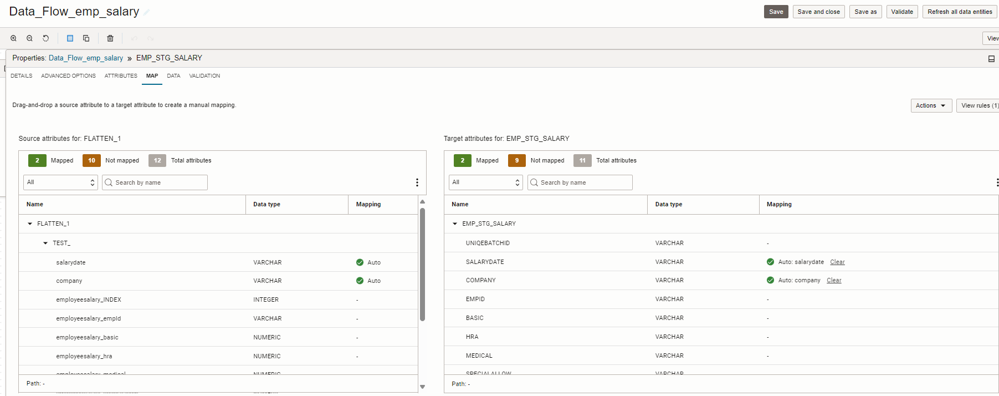 Data_Flow_emp_salary
Save Save and close Save as Validate Refresh all data entities
View
Properties: Data_Flow_emp_salary » EMP_STG_SALARY
DETAILS ADVANCED OPTIONS ATTRIBUTES MAP DATA VALIDATION
Drag-and-drop a source attribute to a target attribute to create a manual mapping.
Actions View rules (1)
Source attributes for: FLATTEN_1
2 Mapped 10 Not mapped 12 Total attributes
All Search by name
Name Data type Mapping
FLATTEN_1
TEST_
salarydate VARCHAR Auto
company VARCHAR Auto
employeesalary_INDEX INTEGER -
employeesalary_empId VARCHAR -
employeesalary_basic NUMERIC -
employeesalary_hra NUMERIC -
employeesalary_medical NUMERIC
Path: -
Target attributes for: EMP_STG_SALARY
2 Mapped 9 Not mapped 11 Total attributes
All Search by name
Name Data type Mapping
EMP_STG_SALARY
UNIQEBATCHID VARCHAR -
SALARYDATE VARCHAR Auto: salarydate Clear
COMPANY VARCHAR Auto: company Clear
EMPID VARCHAR -
BASIC VARCHAR -
HRA VARCHAR -
MEDICAL VARCHAR -
SPECIALALLOW VARCHAR
Path: -